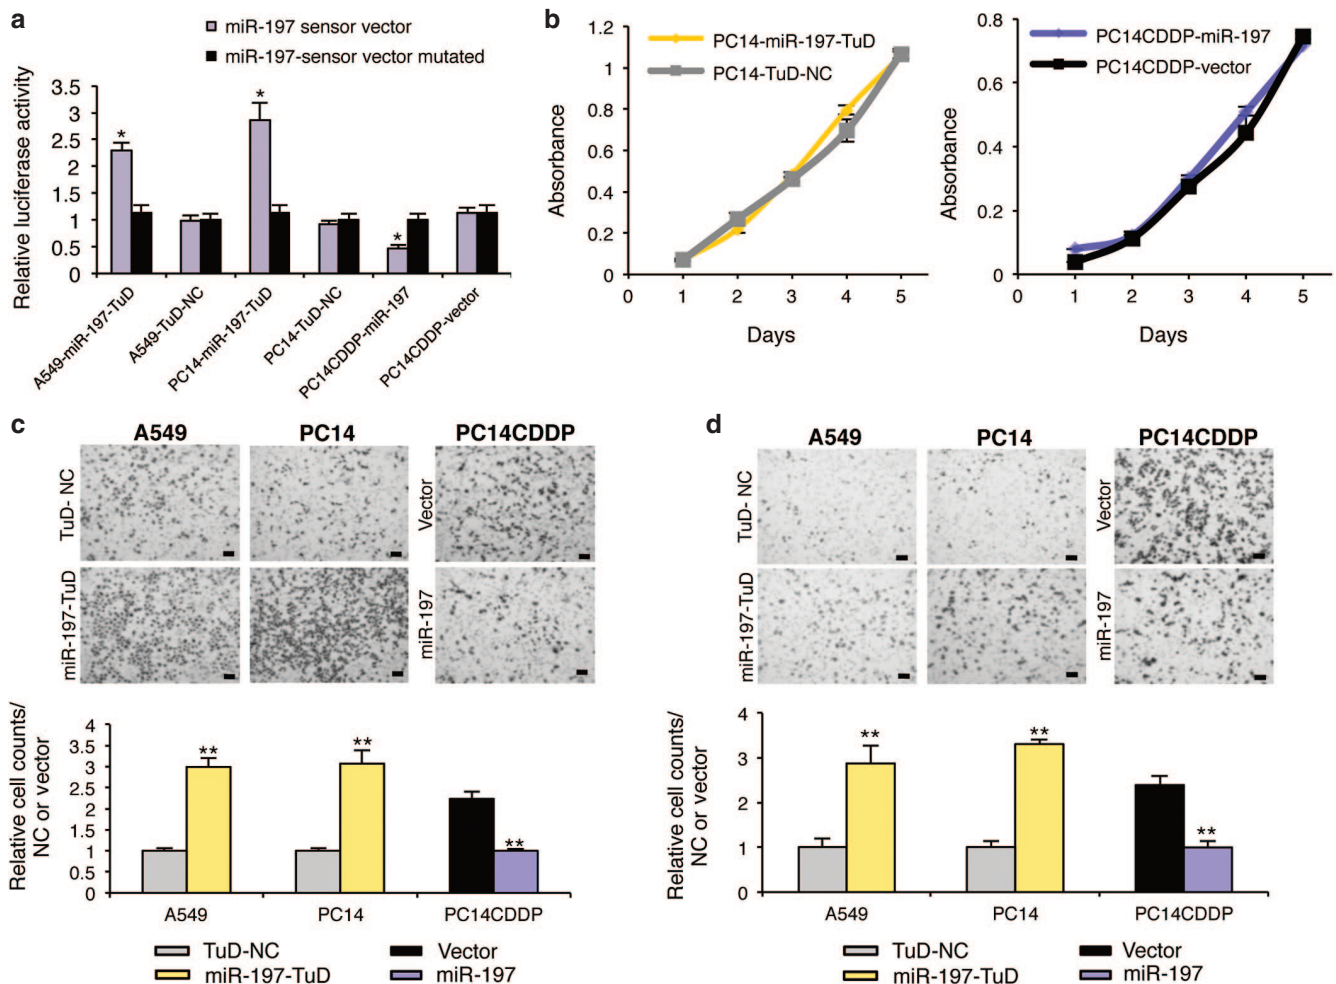 a
miR-197 sensor vector
miR-197-sensor vector mutated
Relative luciferase activity
3.5
3
2.5
2
1.5
1
0.5
0
*
*
*
A549-miR-197-TuD
A549-TuD-NC
PC14-miR-197-TuD
PC14-TuD-NC
PC14CDDP-miR-197
PC14CDDP-vector
b
PC14-miR-197-TuD
PC14-TuD-NC
Absorbance
1.2
1
0.8
0.6
0.4
0.2
0
0 1 2 3 4 5
Days
PC14CDDP-miR-197
PC14CDDP-vector
Absorbance
0.8
0.6
0.4
0.2
0
0 1 2 3 4 5
Days
c
A549 PC14 PC14CDDP
TuD- NC
Vector
miR-197-TuD
miR-197
Relative cell counts/
NC or vector
4
3.5
3
2.5
2
1.5
1
0.5
0
** ** **
A549 PC14 PC14CDDP
TuD-NC Vector
miR-197-TuD miR-197
d
A549 PC14 PC14CDDP
TuD- NC
Vector
miR-197-TuD
miR-197
Relative cell counts/
NC or vector
4
3
2
1
0
** ** **
A549 PC14 PC14CDDP
TuD-NC Vector
miR-197-TuD miR-197